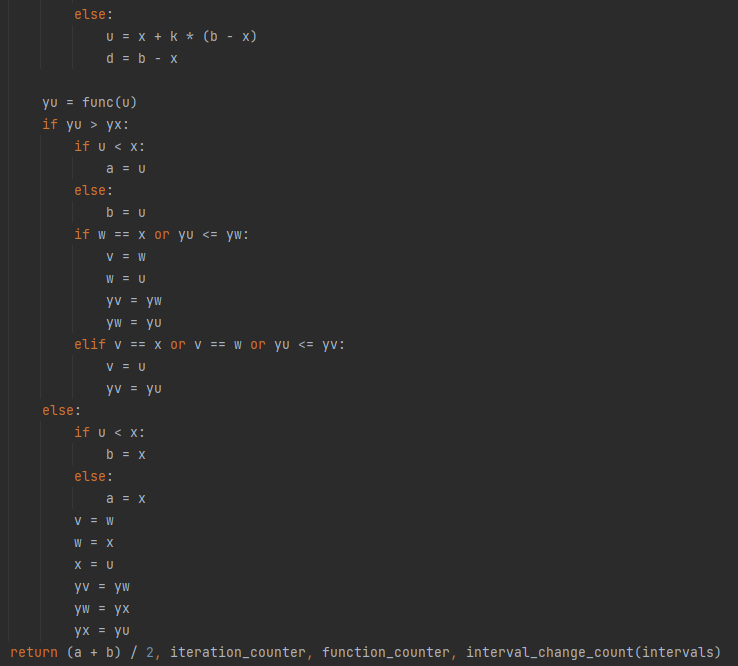 else:
u = x + k * (b - x)
d = b - x
yu = func(u)
if yu > yx:
if u < x:
a = u
else:
b = u
if w == x or yu <= yw:
v = w
w = u
yv = yw
yw = yu
elif v == x or v == w or yu <= yv:
v = u
yv = yu
else:
if u < x:
b = x
else:
a = x
v = w
w = x
x = u
yv = yw
yw = yx
yx = yu
return (a + b) / 2, iteration_counter, function_counter, interval_change_count(intervals)